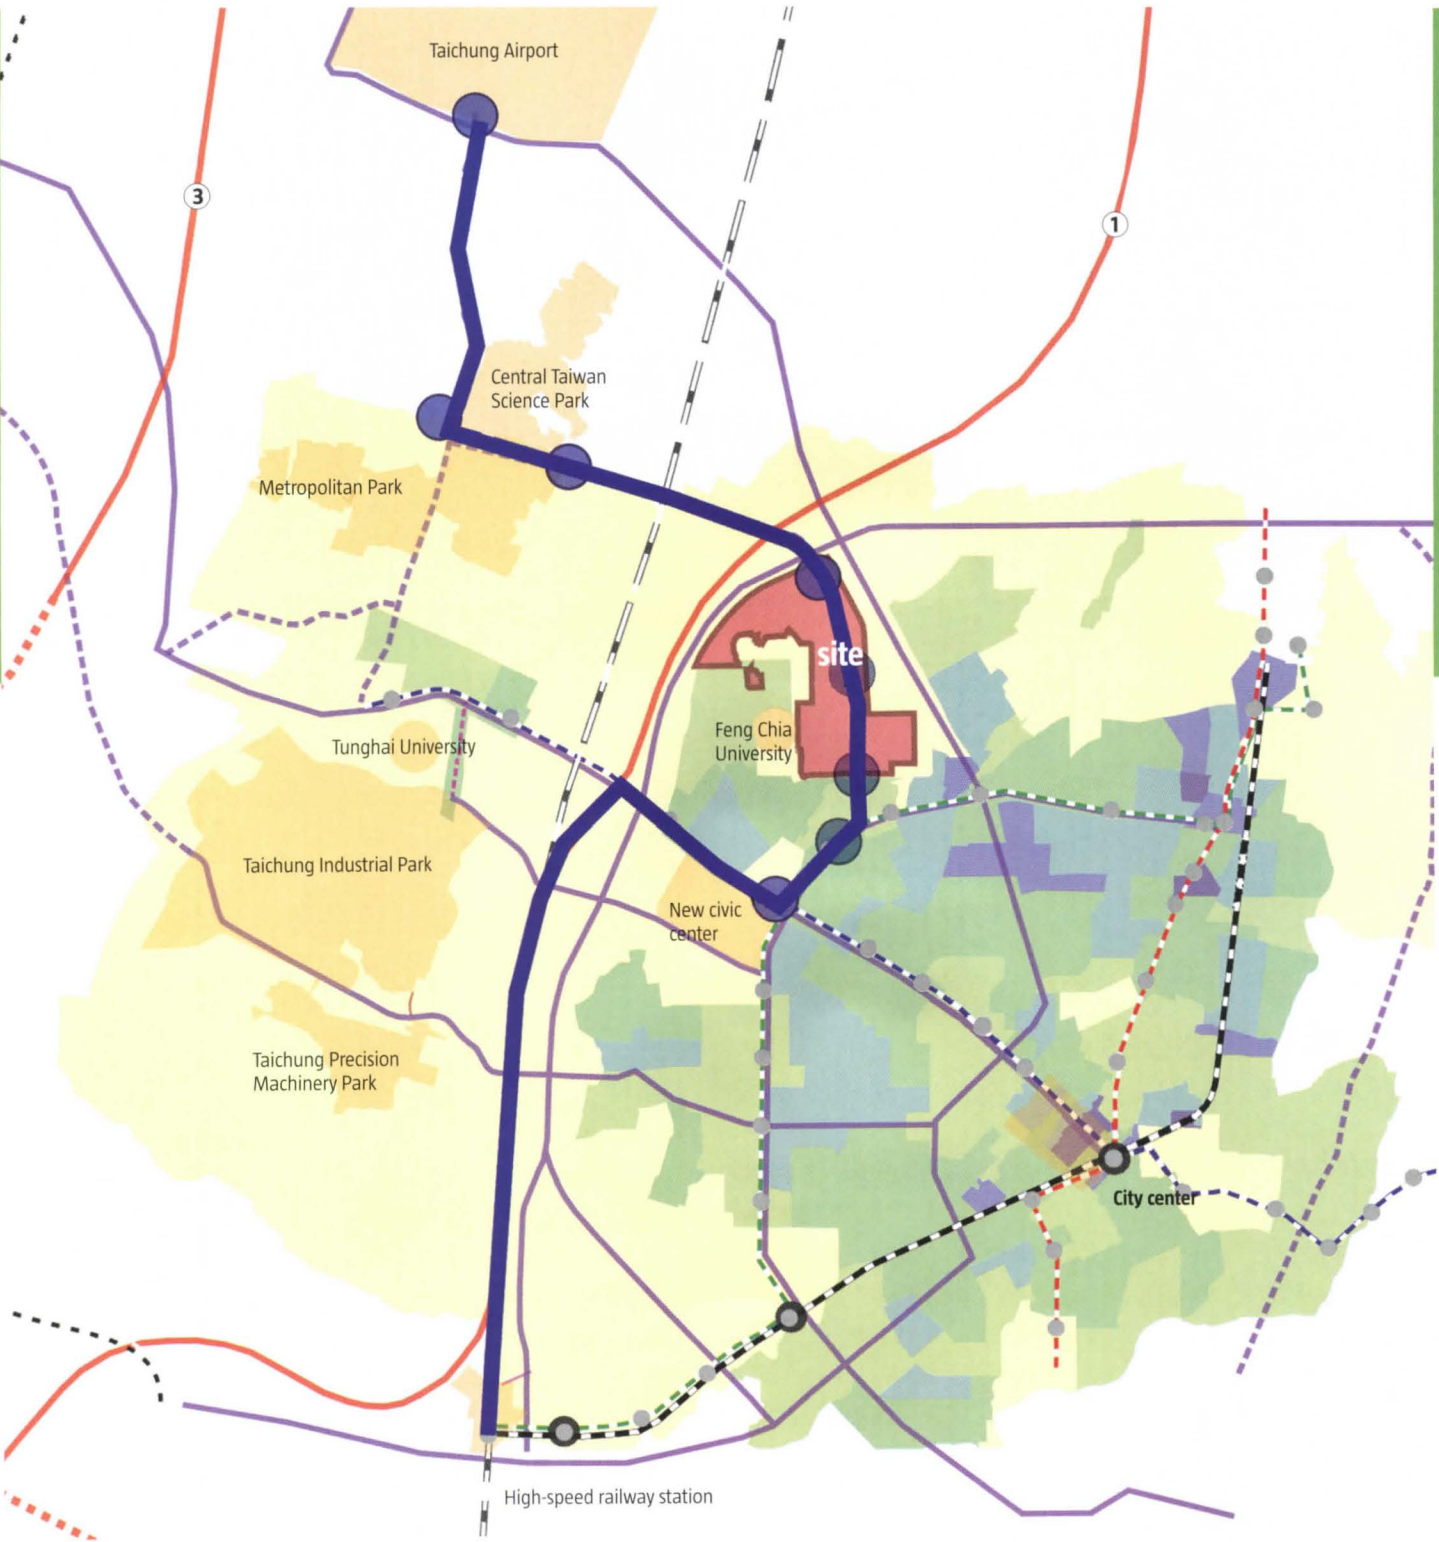 Taichung Airport
3
1
Central Taiwan
Science Park
Metropolitan Park
site
Feng Chia
University
Tunghai University
Taichung Industrial Park
New civic
center
Taichung Precision
Machinery Park
City center
High-speed railway station